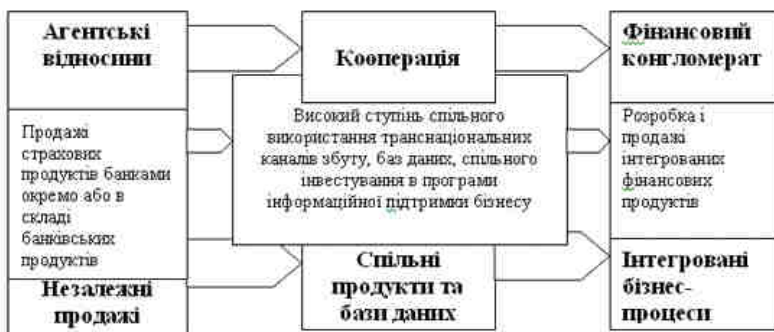 Агентські
відносини
Кооперація
Фінансовий
конгломерат
Продажі
страхових
продуктів банками
окремо або в
складі
банківських
продуктів
Високий ступінь спільного
використання транснаціональних
каналів збуту, баз даних, спільного
інвестування в програми
інформаційної підтримки бізнесу
Розробка і
продажі
інтегрованих
фінансових
продуктів
Незалежні
продажі
Спільні
продукти та
бази даних
Інтегровані
бізнес-
процеси